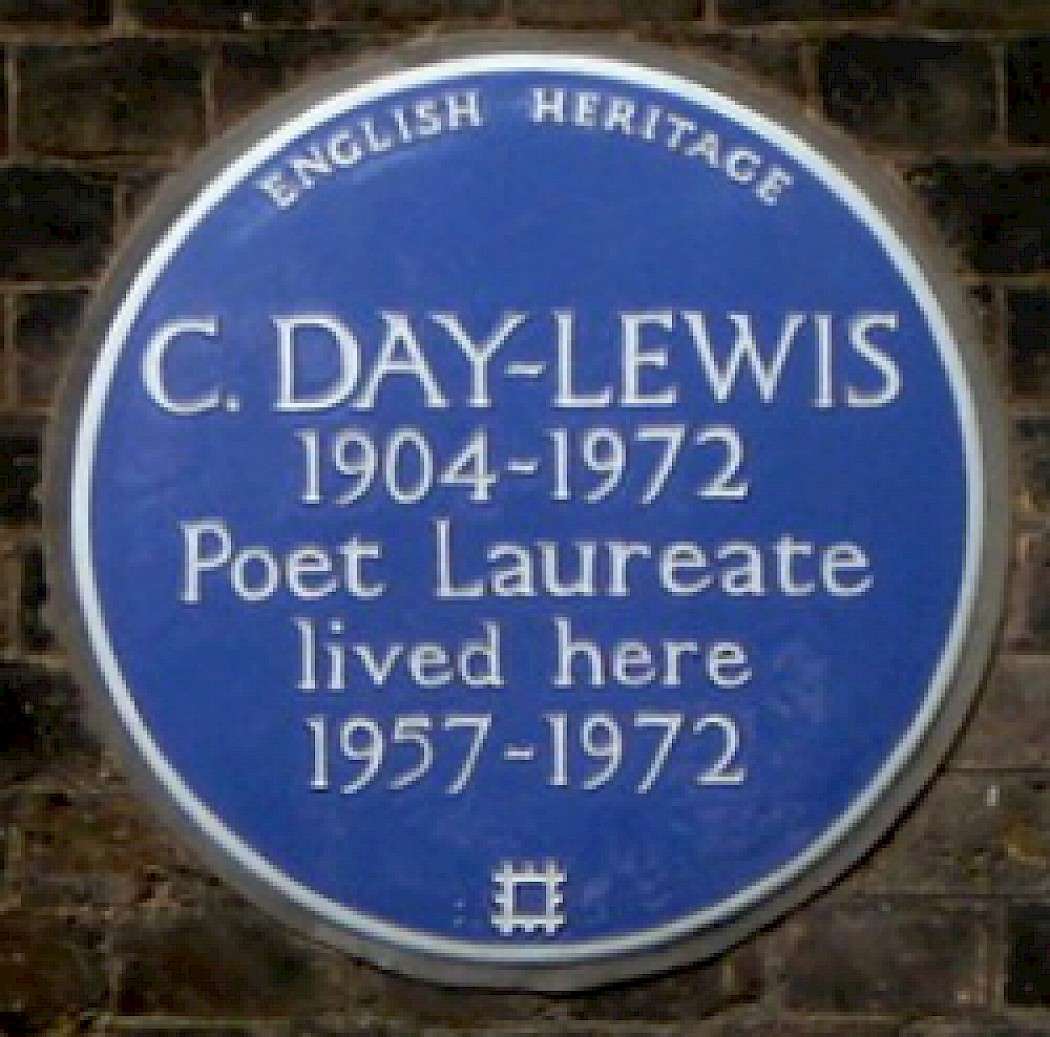 ENGLISH HERITAGE
C. DAY-LEWIS
1904-1972
Poet Laureate
lived here
1957-1972